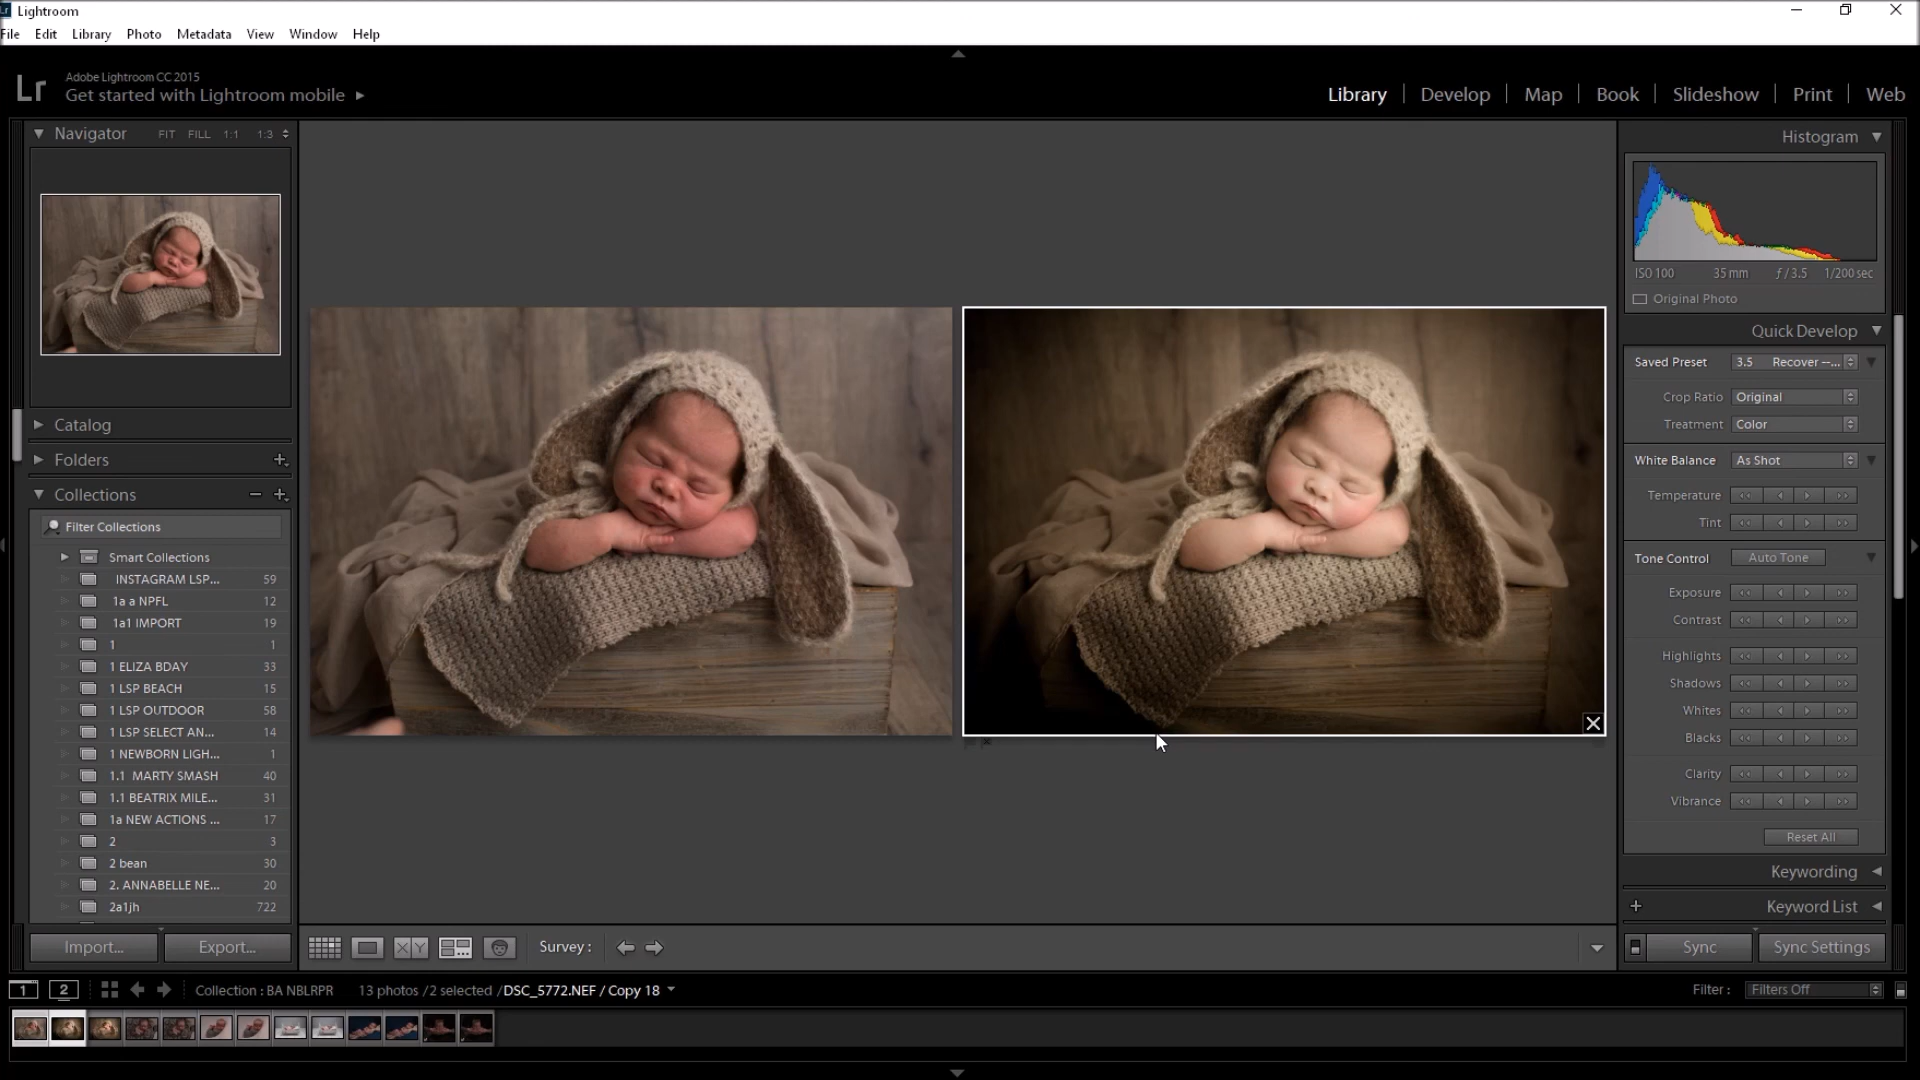 Lr Lightroom
File Edit Library Photo Metadata View Window Help
Lr
Adobe Lightroom CC 2015
Get started with Lightroom mobile
Library Develop Map Book Slideshow Print Web
Navigator FIT FILL 1:1 1:3
Catalog
Folders
Collections
Filter Collections
Smart Collections
INSTAGRAM LSP... 59
1a a NPFL 12
1a1 IMPORT 19
1 1
1 ELIZA BDAY 33
1 LSP BEACH 15
1 LSP OUTDOOR 58
1 LSP SELECT AN... 14
1 NEWBORN LIGH... 1
1.1 MARTY SMASH 40
1.1 BEATRIX MILE... 31
1a NEW ACTIONS ... 17
2 3
2 bean 30
2. ANNABELLE NE... 20
2a1jh 722
Import... Export...
XY Survey :
Histogram
ISO 100 35 mm ƒ / 3.5 1/200 sec
Original Photo
Quick Develop
Saved Preset 3.5 Recover --...
Crop Ratio Original
Treatment Color
White Balance As Shot
Temperature
Tint
Tone Control Auto Tone
Exposure
Contrast
Highlights
Shadows
Whites
Blacks
Clarity
Vibrance
Reset All
Keywording
Keyword List
Sync Sync Settings
1 2 Collection : BA NBLRPR 13 photos / 2 selected / DSC_5772.NEF / Copy 18
Filter : Filters Off